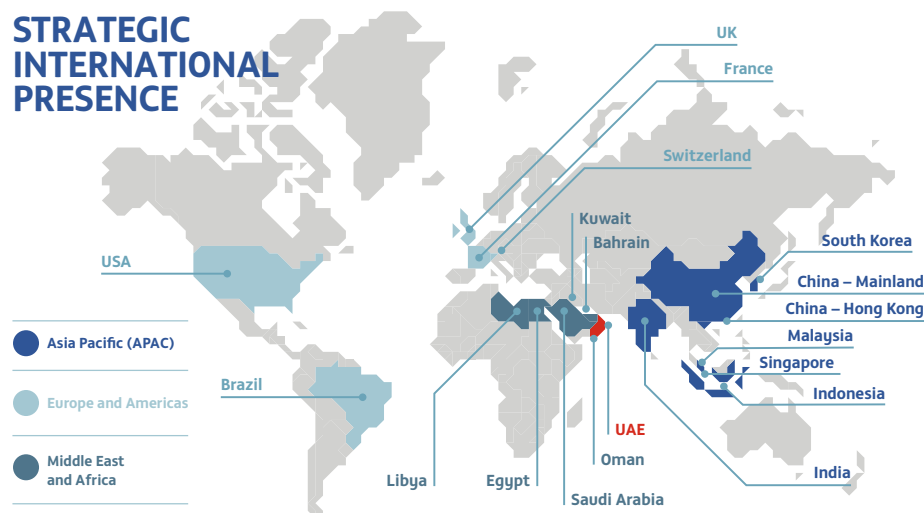 STRATEGIC
INTERNATIONAL
PRESENCE
UK
France
Switzerland
Kuwait
Bahrain
South Korea
USA
China – Mainland
China – Hong Kong
Malaysia
Asia Pacific (APAC)
Singapore
Brazil
Indonesia
Europe and Americas
UAE
Oman
Middle East
and Africa
India
Libya
Egypt
Saudi Arabia